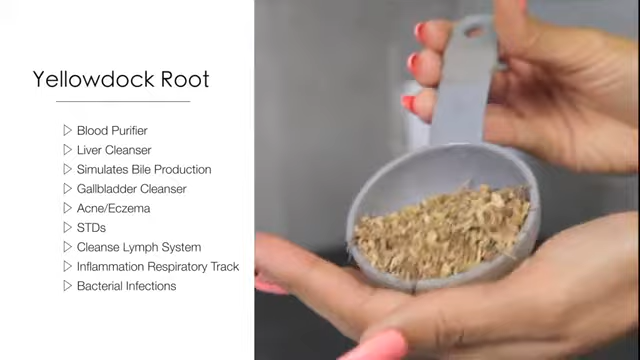 Yellowdock Root
Blood Purifier
Liver Cleanser
Simulates Bile Production
Gallbladder Cleanser
Acne/Eczema
STDs
Cleanse Lymph System
Inflammation Respiratory Track
Bacterial Infections